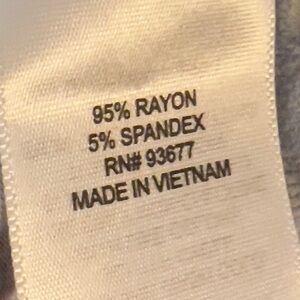 95% RAYON
5% SPANDEX
RN# 93677
MADE IN VIETNAM